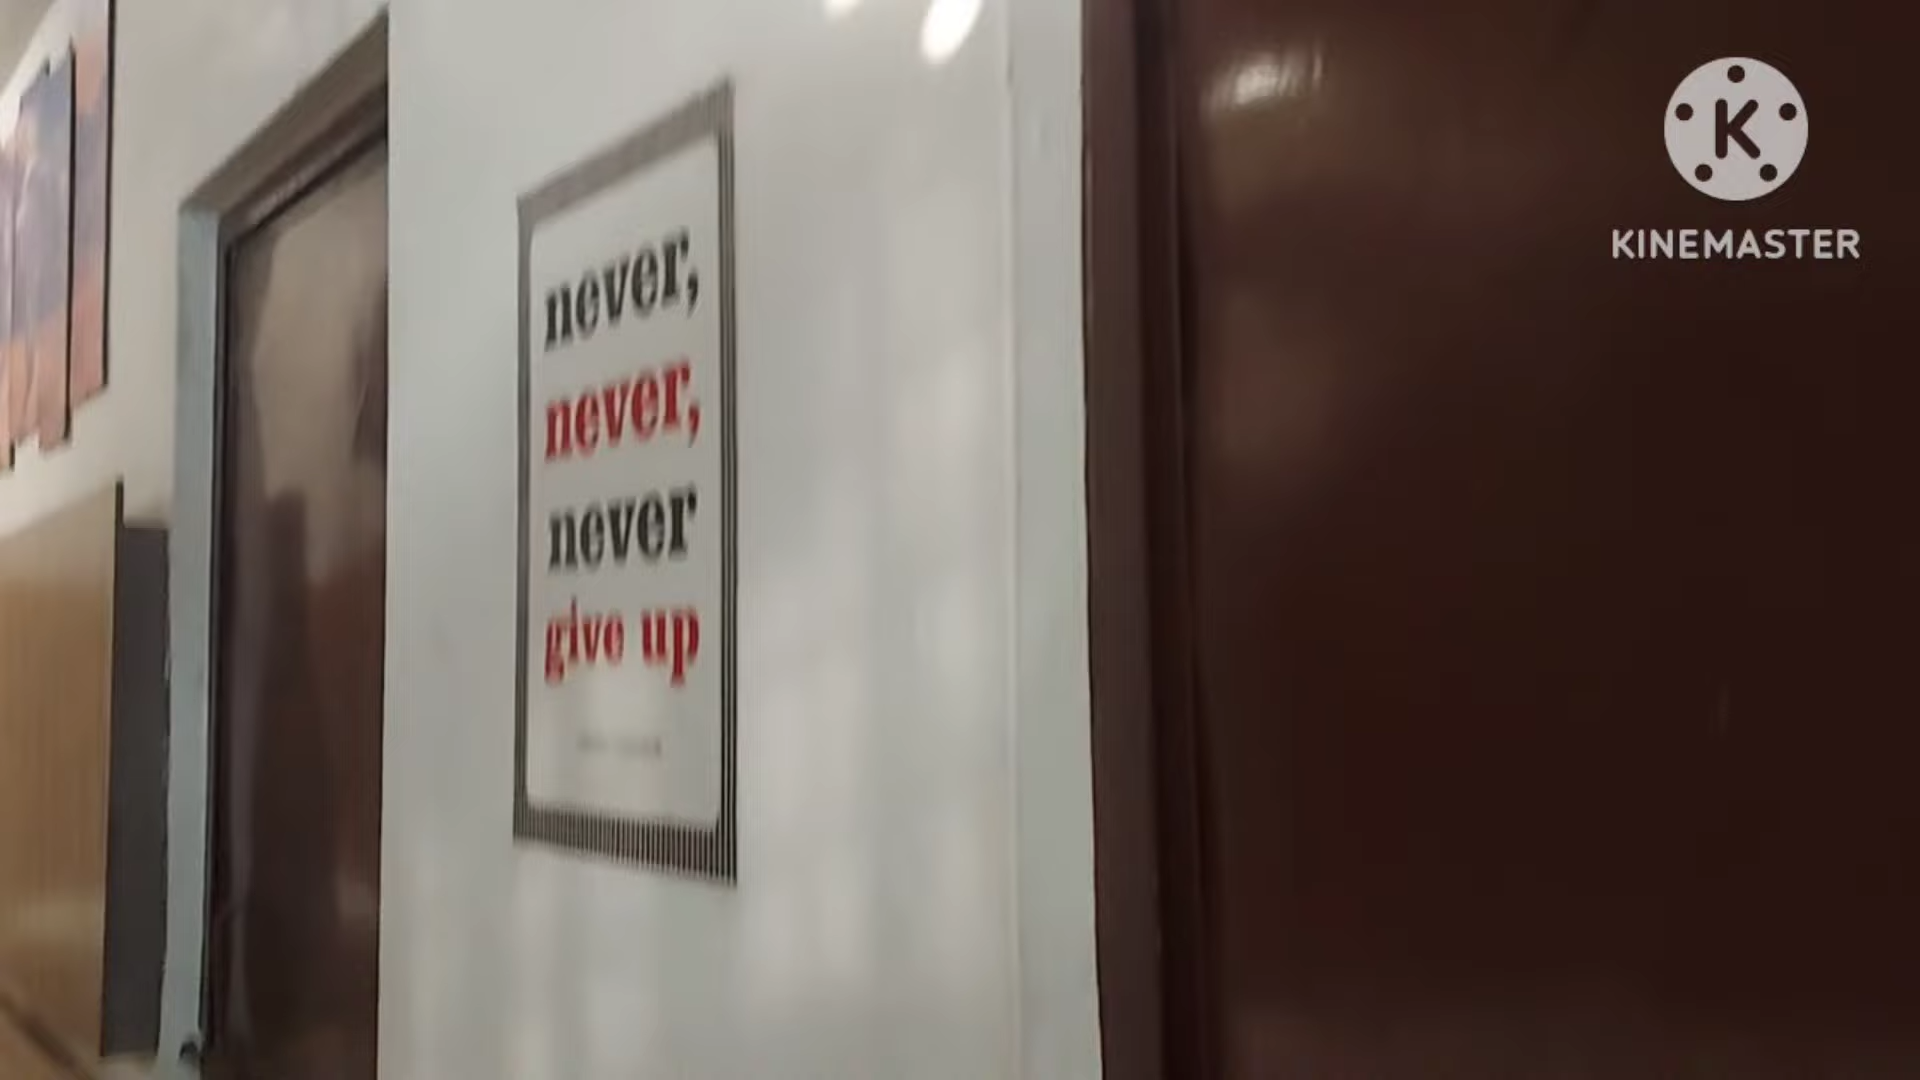 never,
never,
never
give up
K
KINEMASTER